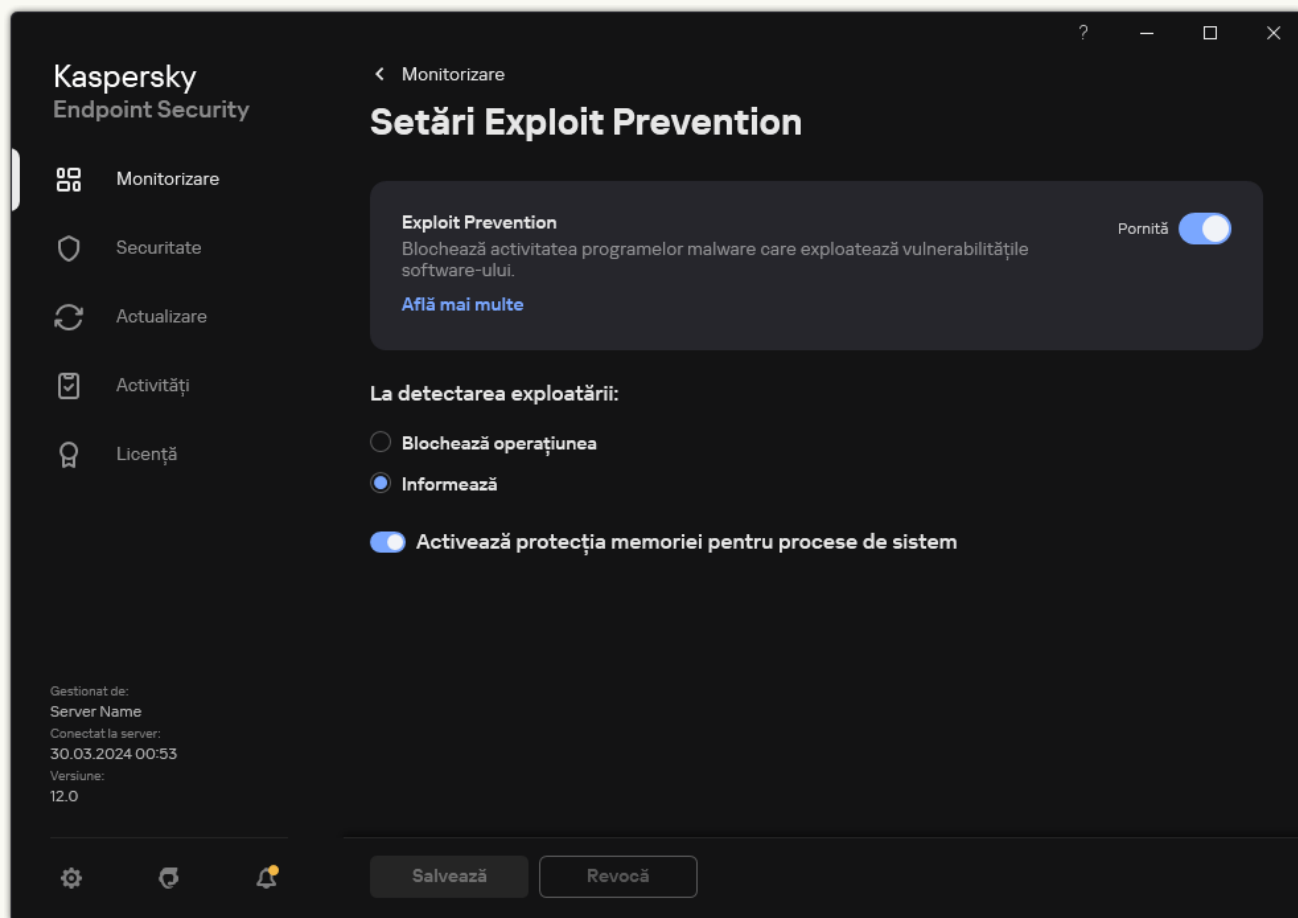 ?
Kaspersky
Endpoint Security
Monitorizare
Securitate
Actualizare
Activități
Licență
Gestionat de:
Server Name
Conectat la server:
30.03.2024 00:53
Versiune:
12.0
Monitorizare
Setări Exploit Prevention
Exploit Prevention
Pornită
Blochează activitatea programelor malware care exploatează vulnerabilitățile
software-ului.
Află mai multe
La detectarea exploatării:
Blochează operațiunea
Informează
Activează protecția memoriei pentru procese de sistem
Salvează
Revocă